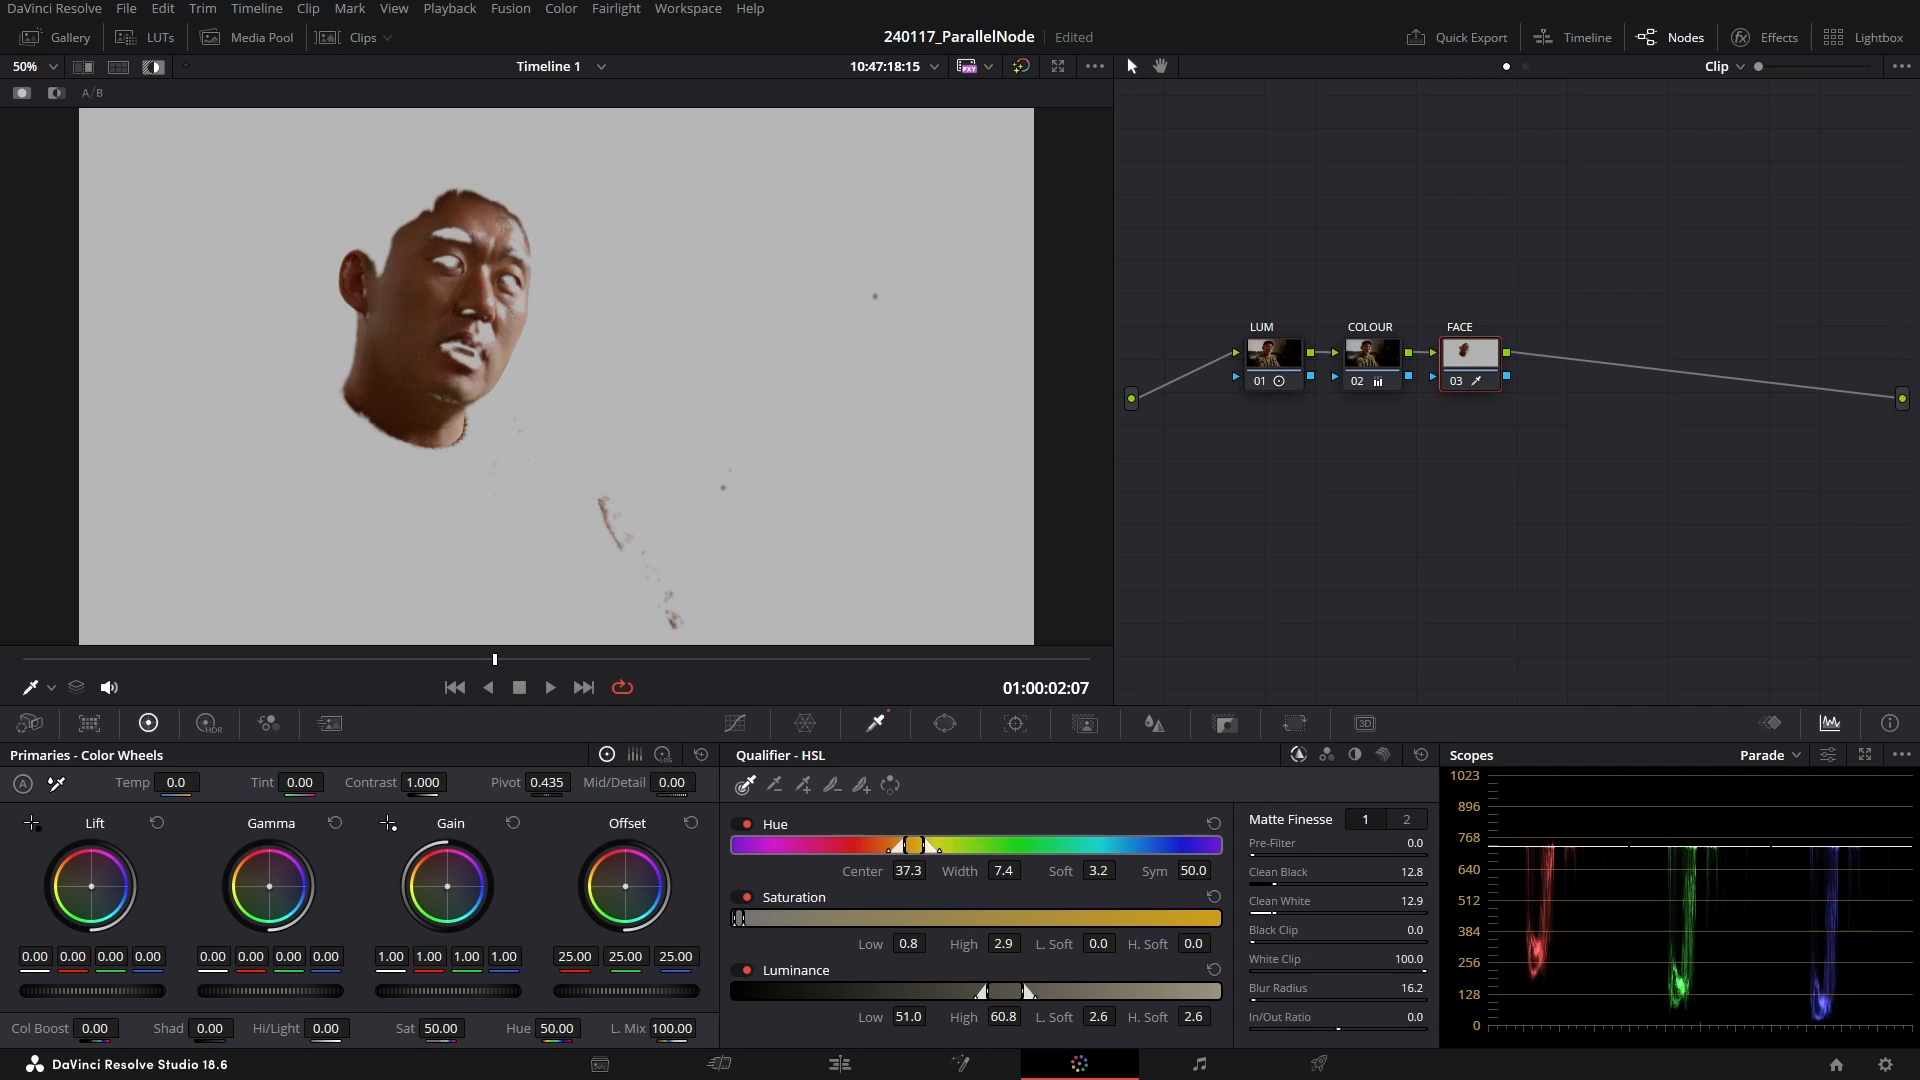 DaVinci Resolve File Edit Trim Timeline Clip Mark View Playback Fusion Color Fairlight Workspace Help
Gallery LUTs Media Pool Clips 240117_ParallelNode Edited Quick Export Timeline Nodes Effects Lightbox
50% Timeline 1 10:47:18:15 PXY Clip
A/B
LUM COLOUR FACE
01 02 03
01:00:02:07
HDR 3D
Primaries - Color Wheels LOG Qualifier - HSL Scopes Parade
A Temp 0.0 Tint 0.00 Contrast 1.000 Pivot 0.435 Mid/Detail 0.00
Lift Gamma Gain Offset
0.00 0.00 0.00 0.00 0.00 0.00 0.00 0.00 1.00 1.00 1.00 1.00 25.00 25.00 25.00
Col Boost 0.00 Shad 0.00 Hi/Light 0.00 Sat 50.00 Hue 50.00 L. Mix 100.00
Hue
Center 37.3 Width 7.4 Soft 3.2 Sym 50.0
Saturation
Low 0.8 High 2.9 L. Soft 0.0 H. Soft 0.0
Luminance
Low 51.0 High 60.8 L. Soft 2.6 H. Soft 2.6
Matte Finesse 1 2
Pre-Filter 0.0
Clean Black 12.8
Clean White 12.9
Black Clip 0.0
White Clip 100.0
Blur Radius 16.2
In/Out Ratio 0.0
1023
896
768
640
512
384
256
128
0
DaVinci Resolve Studio 18.6